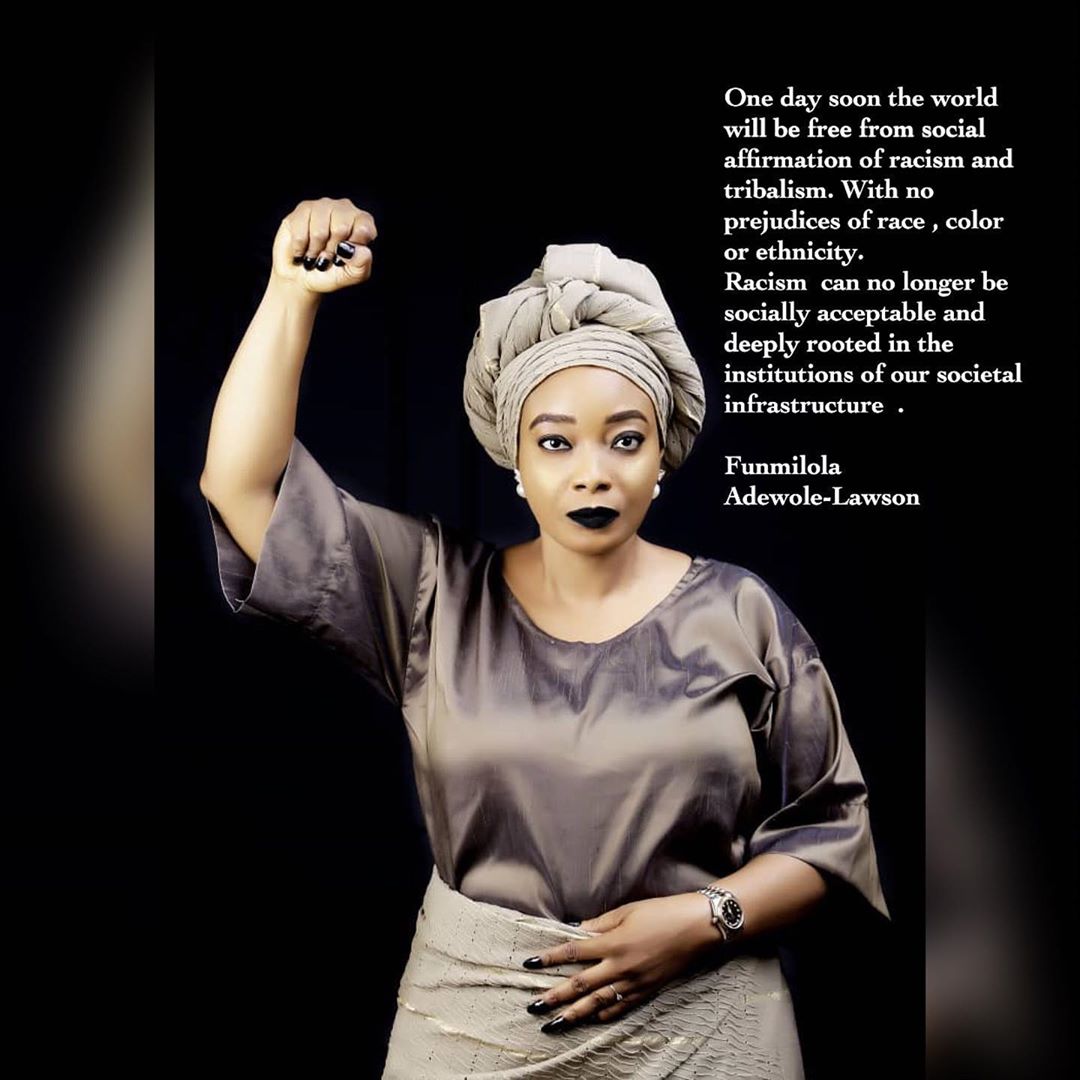 One day soon the world
will be free from social
affirmation of racism and
tribalism. With no
prejudices of race , color
or ethnicity.
Racism  can no longer be
socially acceptable and
deeply rooted in the
institutions of our societal
infrastructure  .
Funmilola
Adewole-Lawson